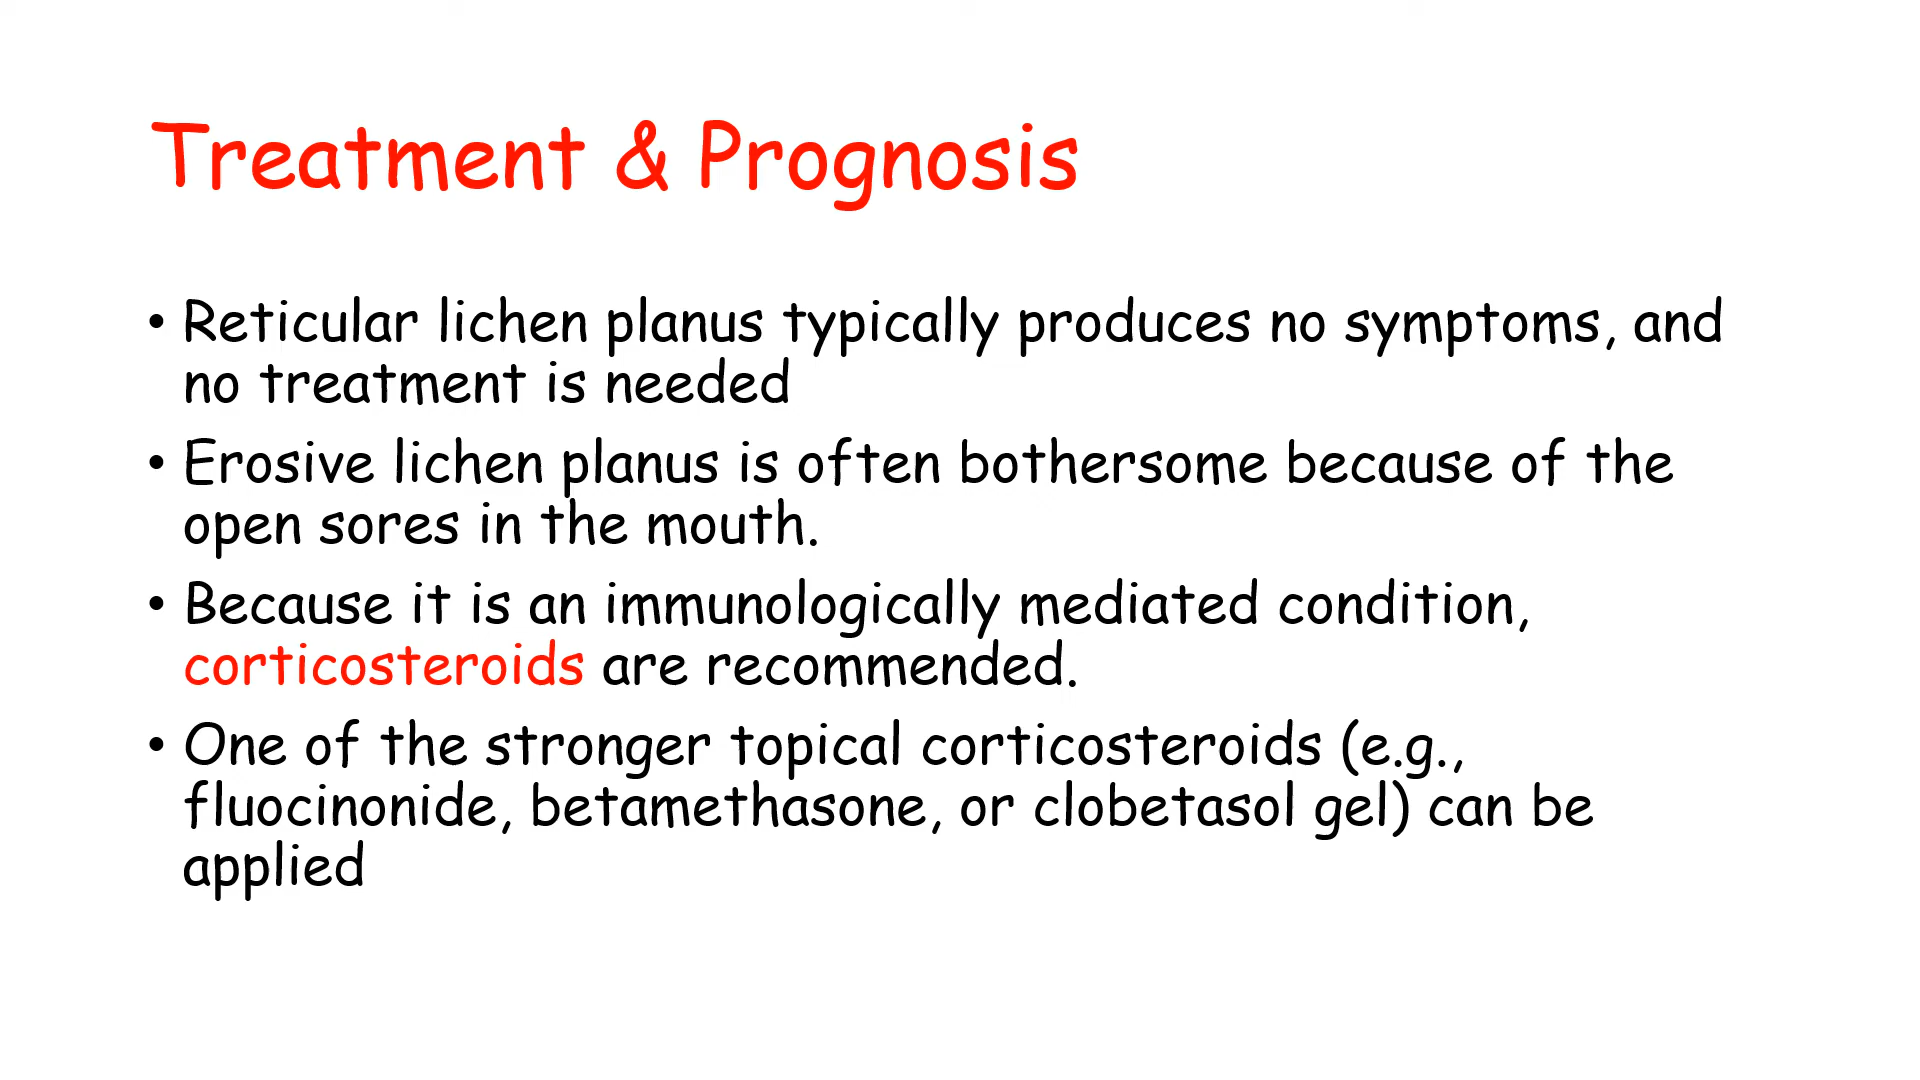 Treatment & Prognosis
• Reticular lichen planus typically produces no symptoms, and
no treatment is needed
• Erosive lichen planus is often bothersome because of the
open sores in the mouth.
• Because it is an immunologically mediated condition,
corticosteroids are recommended.
• One of the stronger topical corticosteroids (e.g.,
fluocinonide, betamethasone, or clobetasol gel) can be
applied